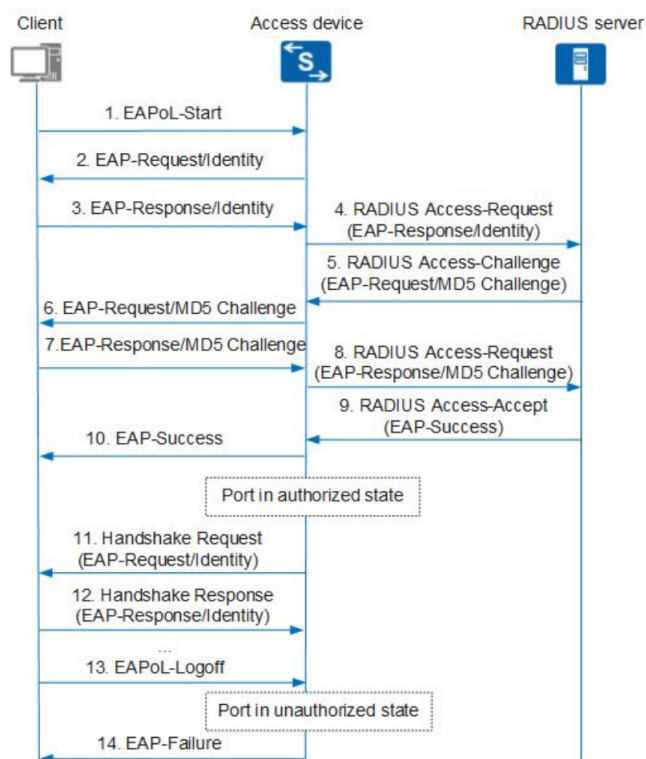 Client
Access device
RADIUS server
S
1. EAPoL-Start
2. EAP-Request/Identity
3. EAP-Response/Identity
4. RADIUS Access-Request
(EAP-Response/Identity)
5. RADIUS Access-Challenge
(EAP-Request/MD5 Challenge)
6. EAP-Request/MD5 Challenge
7.EAP-Response/MD5 Challenge
8. RADIUS Access-Request
(EAP-Response/MD5 Challenge)
9. RADIUS Access-Accept
(EAP-Success)
10. EAP-Success
Port in authorized state
11. Handshake Request
(EAP-Request/Identity)
12. Handshake Response
(EAP-Response/Identity)
...
13. EAPoL-Logoff
Port in unauthorized state
14. EAP-Failure